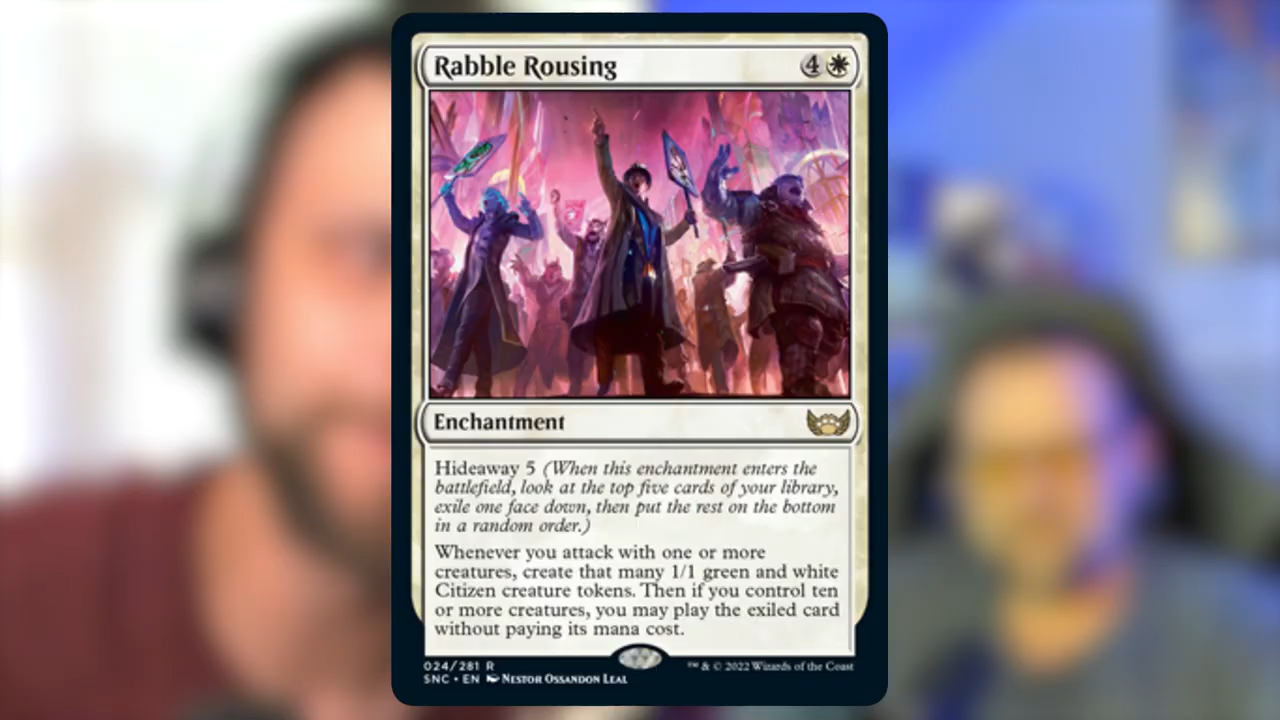 Rabble Rousing 4
Enchantment
Hideaway 5 (When this enchantment enters the
battlefield, look at the top five cards of your library,
exile one face down, then put the rest on the bottom
in a random order.)
Whenever you attack with one or more
creatures, create that many 1/1 green and white
Citizen creature tokens. Then if you control ten
or more creatures, you may play the exiled card
without paying its mana cost.
024/281 R ™ & © 2022 Wizards of the Coast
SNC • EN Nestor Ossandon Leal